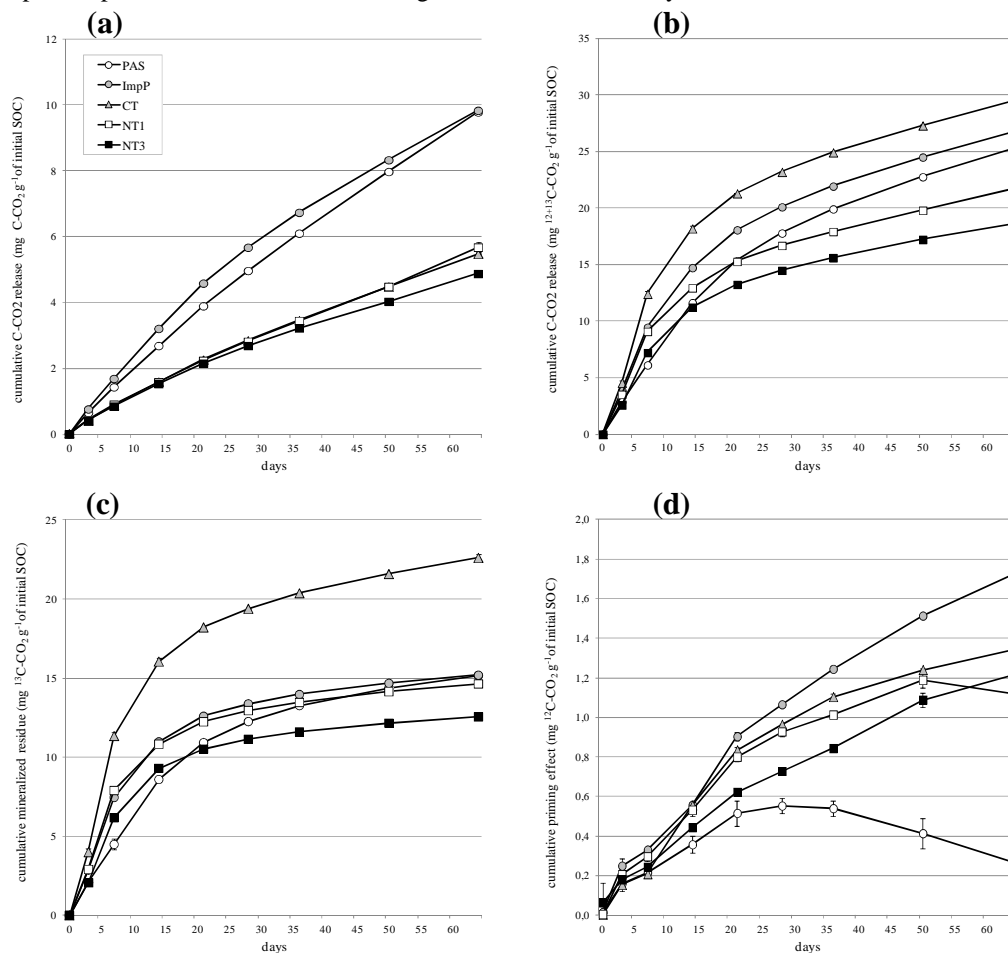 (a)
cumulative C-CO2 release (mg C-CO₂ g⁻¹ of initial SOC)
12
10
8
6
4
2
0
PAS
ImpP
CT
NT1
NT3
0 5 10 15 20 25 30 35 40 45 50 55 60
days
(b)
cumulative C-CO2 release (mg ¹²⁺¹³C-CO₂ g⁻¹ of initial SOC)
35
30
25
20
15
10
5
0
0 5 10 15 20 25 30 35 40 45 50 55 60
days
(c)
cumulative mineralized residue (mg ¹³C-CO₂ g⁻¹ of initial SOC)
25
20
15
10
5
0
0 5 10 15 20 25 30 35 40 45 50 55 60
days
(d)
cumulative priming effect (mg ¹²C-CO₂ g⁻¹ of initial SOC)
2,0
1,8
1,6
1,4
1,2
1,0
0,8
0,6
0,4
0,2
0,0
0 5 10 15 20 25 30 35 40 45 50 55 60
days